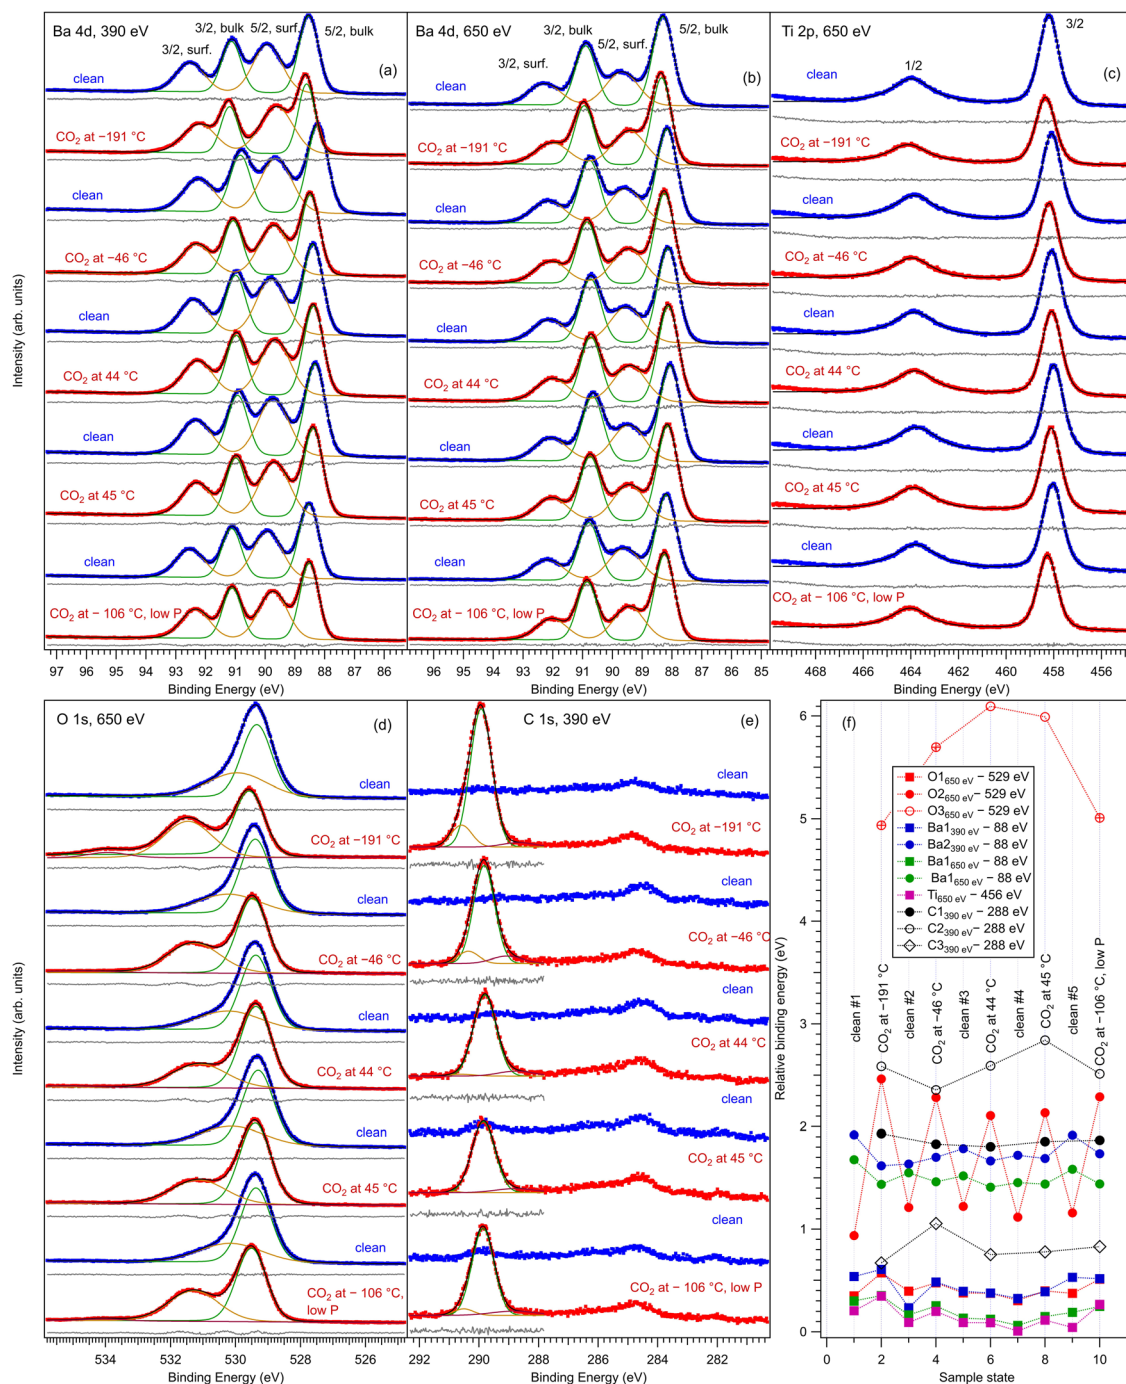 Ba 4d, 390 eV
3/2, surf.
3/2, bulk
5/2, surf.
5/2, bulk
(a)
clean
CO2 at −191 °C
clean
CO2 at −46 °C
clean
CO2 at 44 °C
clean
CO2 at 45 °C
clean
CO2 at − 106 °C, low P
97 96 95 94 93 92 91 90 89 88 87 86
Binding Energy (eV)
Intensity (arb. units)
Ba 4d, 650 eV
3/2, bulk
5/2, surf.
5/2, bulk
3/2, surf.
(b)
clean
CO2 at −191 °C
clean
CO2 at −46 °C
clean
CO2 at 44 °C
clean
CO2 at 45 °C
clean
CO2 at − 106 °C, low P
96 95 94 93 92 91 90 89 88 87 86 85
Binding Energy (eV)
Ti 2p, 650 eV
3/2
1/2
(c)
clean
CO2 at −191 °C
clean
CO2 at −46 °C
clean
CO2 at 44 °C
clean
CO2 at 45 °C
clean
CO2 at − 106 °C, low P
468 466 464 462 460 458 456
Binding Energy (eV)
O 1s, 650 eV
(d)
clean
CO2 at −191 °C
clean
CO2 at −46 °C
clean
CO2 at 44 °C
clean
CO2 at 45 °C
clean
CO2 at − 106 °C,
low P
534 532 530 528 526 524
Binding Energy (eV)
Intensity (arb. units)
C 1s, 390 eV
(e)
clean
CO2 at −191 °C
clean
CO2 at −46 °C
clean
CO2 at 44 °C
clean
CO2 at 45 °C
clean
CO2 at − 106 °C, low P
292 290 288 286 284 282
Binding Energy (eV)
(f)
O1650 eV − 529 eV
O2650 eV − 529 eV
O3650 eV − 529 eV
Ba1390 eV − 88 eV
Ba2390 eV − 88 eV
Ba1650 eV − 88 eV
Ba1650 eV − 88 eV
Ti650 eV − 456 eV
C1390 eV − 288 eV
C2390 eV − 288 eV
C3390 eV − 288 eV
clean #1
CO2 at −191 °C
clean #2
CO2 at −46 °C
clean #3
CO2 at 44 °C
clean #4
CO2 at 45 °C
clean #5
CO2 at −106 °C, low P
6
5
4
3
2
1
0
Relative binding energy (eV)
0 2 4 6 8 10
Sample state